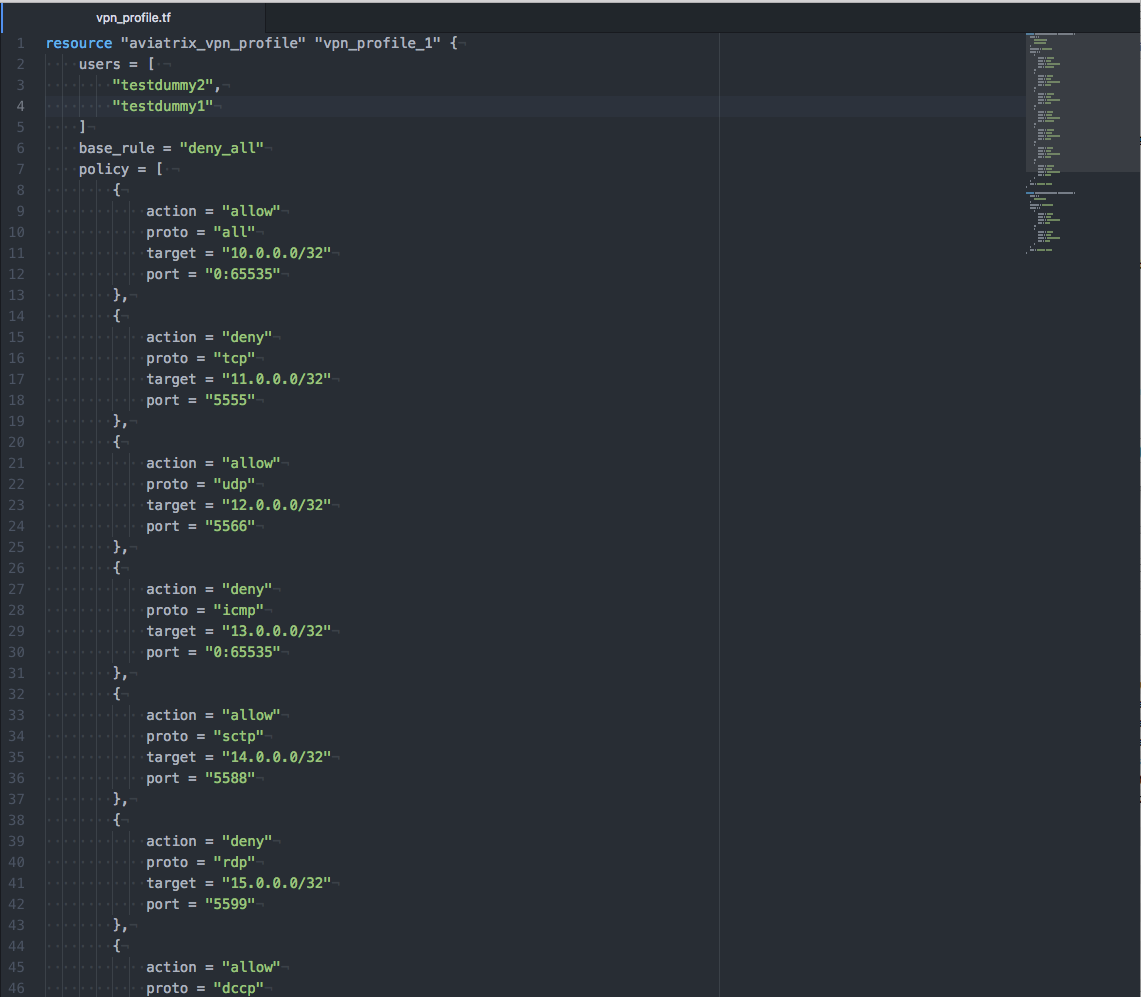 vpn_profile.tf
1 resource "aviatrix_vpn_profile" "vpn_profile_1" {
2     users = [
3         "testdummy2",
4         "testdummy1"
5     ]
6     base_rule = "deny_all"
7     policy = [
8         {
9             action = "allow"
10             proto = "all"
11             target = "10.0.0.0/32"
12             port = "0:65535"
13         },
14         {
15             action = "deny"
16             proto = "tcp"
17             target = "11.0.0.0/32"
18             port = "5555"
19         },
20         {
21             action = "allow"
22             proto = "udp"
23             target = "12.0.0.0/32"
24             port = "5566"
25         },
26         {
27             action = "deny"
28             proto = "icmp"
29             target = "13.0.0.0/32"
30             port = "0:65535"
31         },
32         {
33             action = "allow"
34             proto = "sctp"
35             target = "14.0.0.0/32"
36             port = "5588"
37         },
38         {
39             action = "deny"
40             proto = "rdp"
41             target = "15.0.0.0/32"
42             port = "5599"
43         },
44         {
45             action = "allow"
46             proto = "dccp"